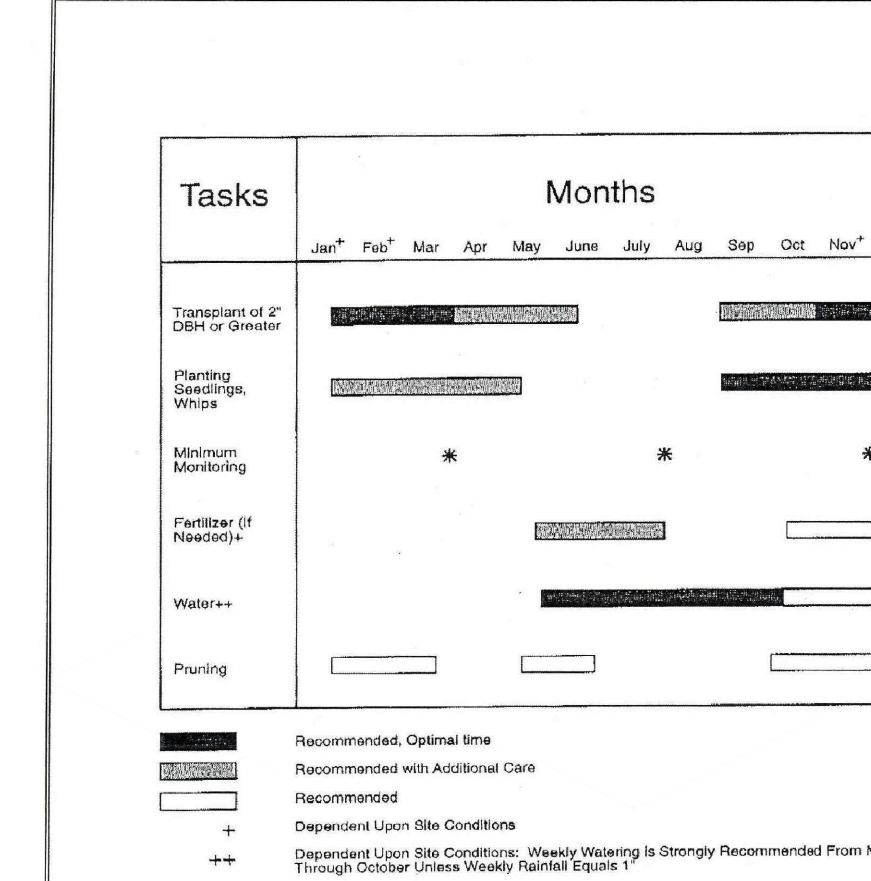 Tasks
Months
Jan+ Feb+ Mar Apr May June July Aug Sep Oct Nov+
Transplant of 2"
DBH or Greater
Planting
Seedlings,
Whips
Minimum
Monitoring
* * *
Fertilizer (If
Needed)+
Water++
Pruning
Recommended, Optimal time
Recommended with Additional Care
Recommended
+ Dependent Upon Site Conditions
++ Dependent Upon Site Conditions: Weekly Watering is Strongly Recommended From
Through October Unless Weekly Rainfall Equals 1"